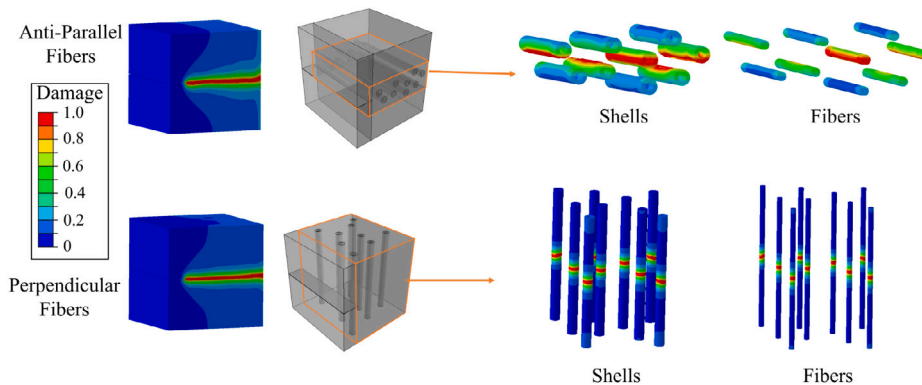 Anti-Parallel
Fibers
Damage
1.0
0.8
0.6
0.4
0.2
0
Shells
Fibers
Perpendicular
Fibers
Shells
Fibers